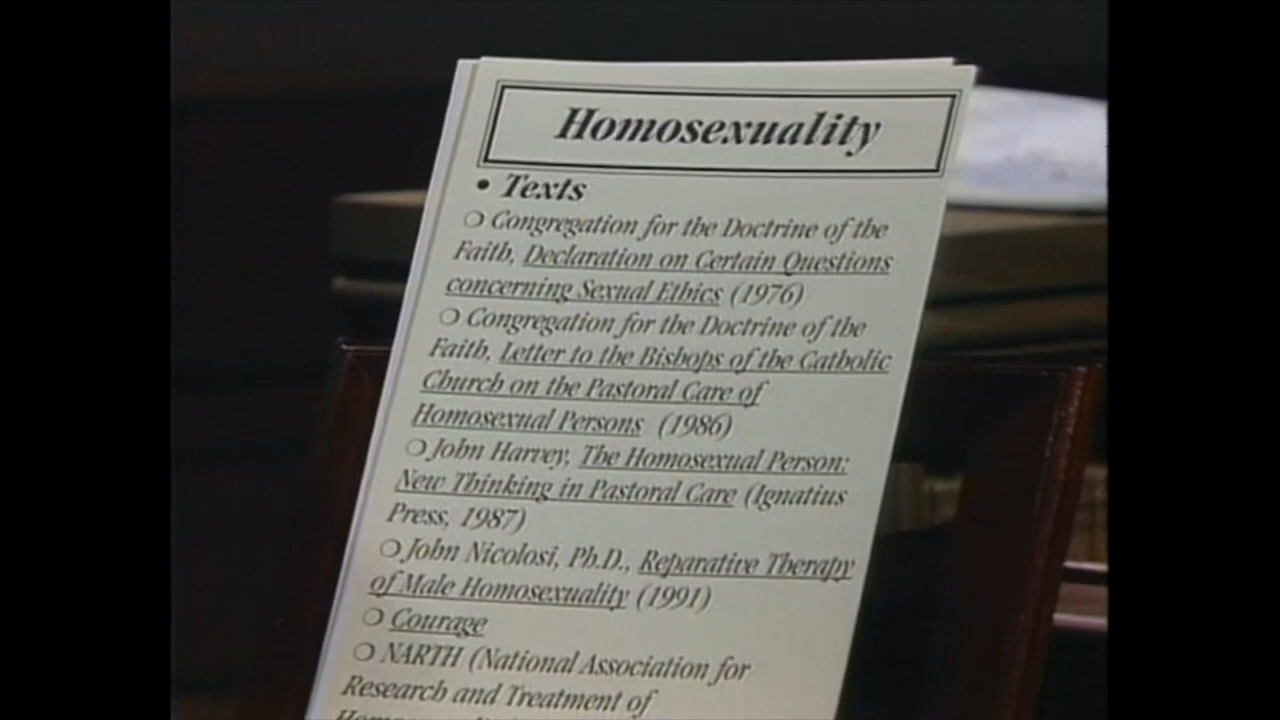 Homosexuality
• Texts
❍ Congregation for the Doctrine of the
Faith, Declaration on Certain Questions
concerning Sexual Ethics (1976)
❍ Congregation for the Doctrine of the
Faith, Letter to the Bishops of the Catholic
Church on the Pastoral Care of
Homosexual Persons (1986)
❍ John Harvey, The Homosexual Person:
New Thinking in Pastoral Care (Ignatius
Press, 1987)
❍ John Nicolosi, Ph.D., Reparative Therapy
of Male Homosexuality (1991)
❍ Courage
❍ NARTH (National Association for
Research and Treatment of